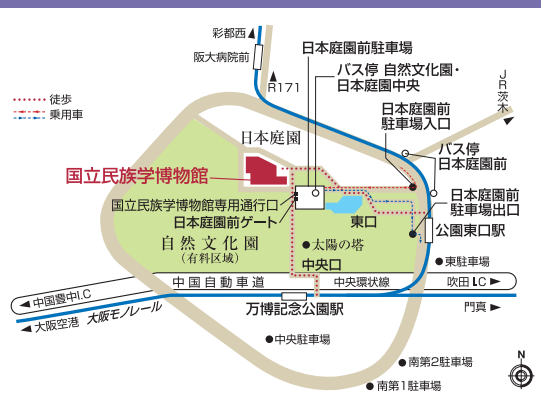 彩都西
阪大病院前
日本庭園前駐車場
バス停 自然文化園・
日本庭園中央
R171
JR茨木
徒歩
乗用車
日本庭園前
駐車場入口
日本庭園
バス停
日本庭園前
国立民族学博物館
国立民族学博物館専用通行口
日本庭園前ゲート
日本庭園前
駐車場出口
東口
公園東口駅
自然文化園
(有料区域)
太陽の塔
中央口
東駐車場
中国自動車道
中央環状線
吹田I.C
中国豊中I.C
大阪空港
大阪モノレール
万博記念公園駅
門真
中央駐車場
南第2駐車場
南第1駐車場
N